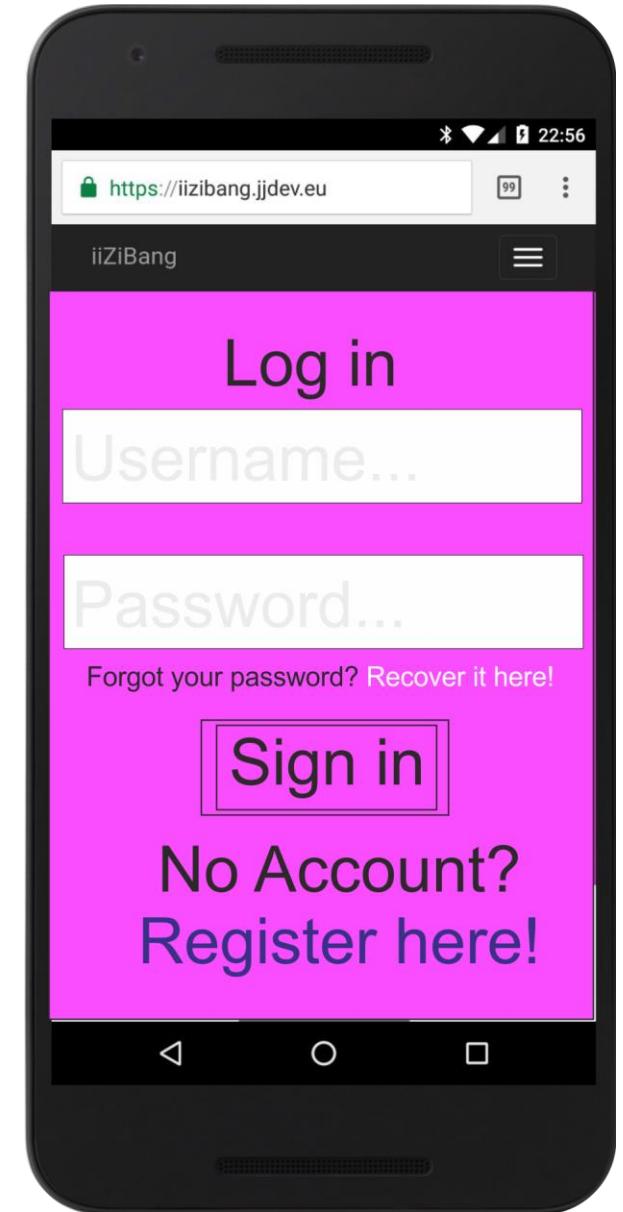 22:56
https://iizibang.jjdev.eu 99
iiZiBang
Log in
Username...
Password...
Forgot your password? Recover it here!
Sign in
No Account?
Register here!